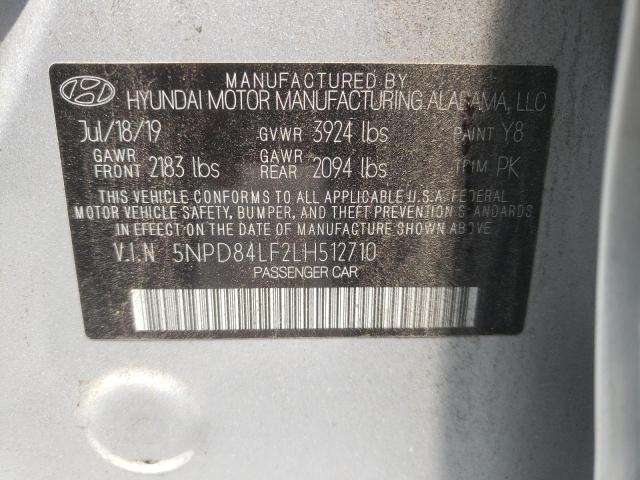 MANUFACTURED BY
HYUNDAI MOTOR MANUFACTURING ALABAMA, LLC
Jul/18/19 GVWR 3924 lbs PAINT Y8
GAWR FRONT 2183 lbs GAWR REAR 2094 lbs TRIM PK
THIS VEHICLE CONFORMS TO ALL APPLICABLE U.S.A. FEDERAL
MOTOR VEHICLE SAFETY, BUMPER, AND THEFT PREVENTION STANDARDS
IN EFFECT ON THE DATE OF MANUFACTURE SHOWN ABOVE.
V.I.N 5NPD84LF2LH512710
PASSENGER CAR